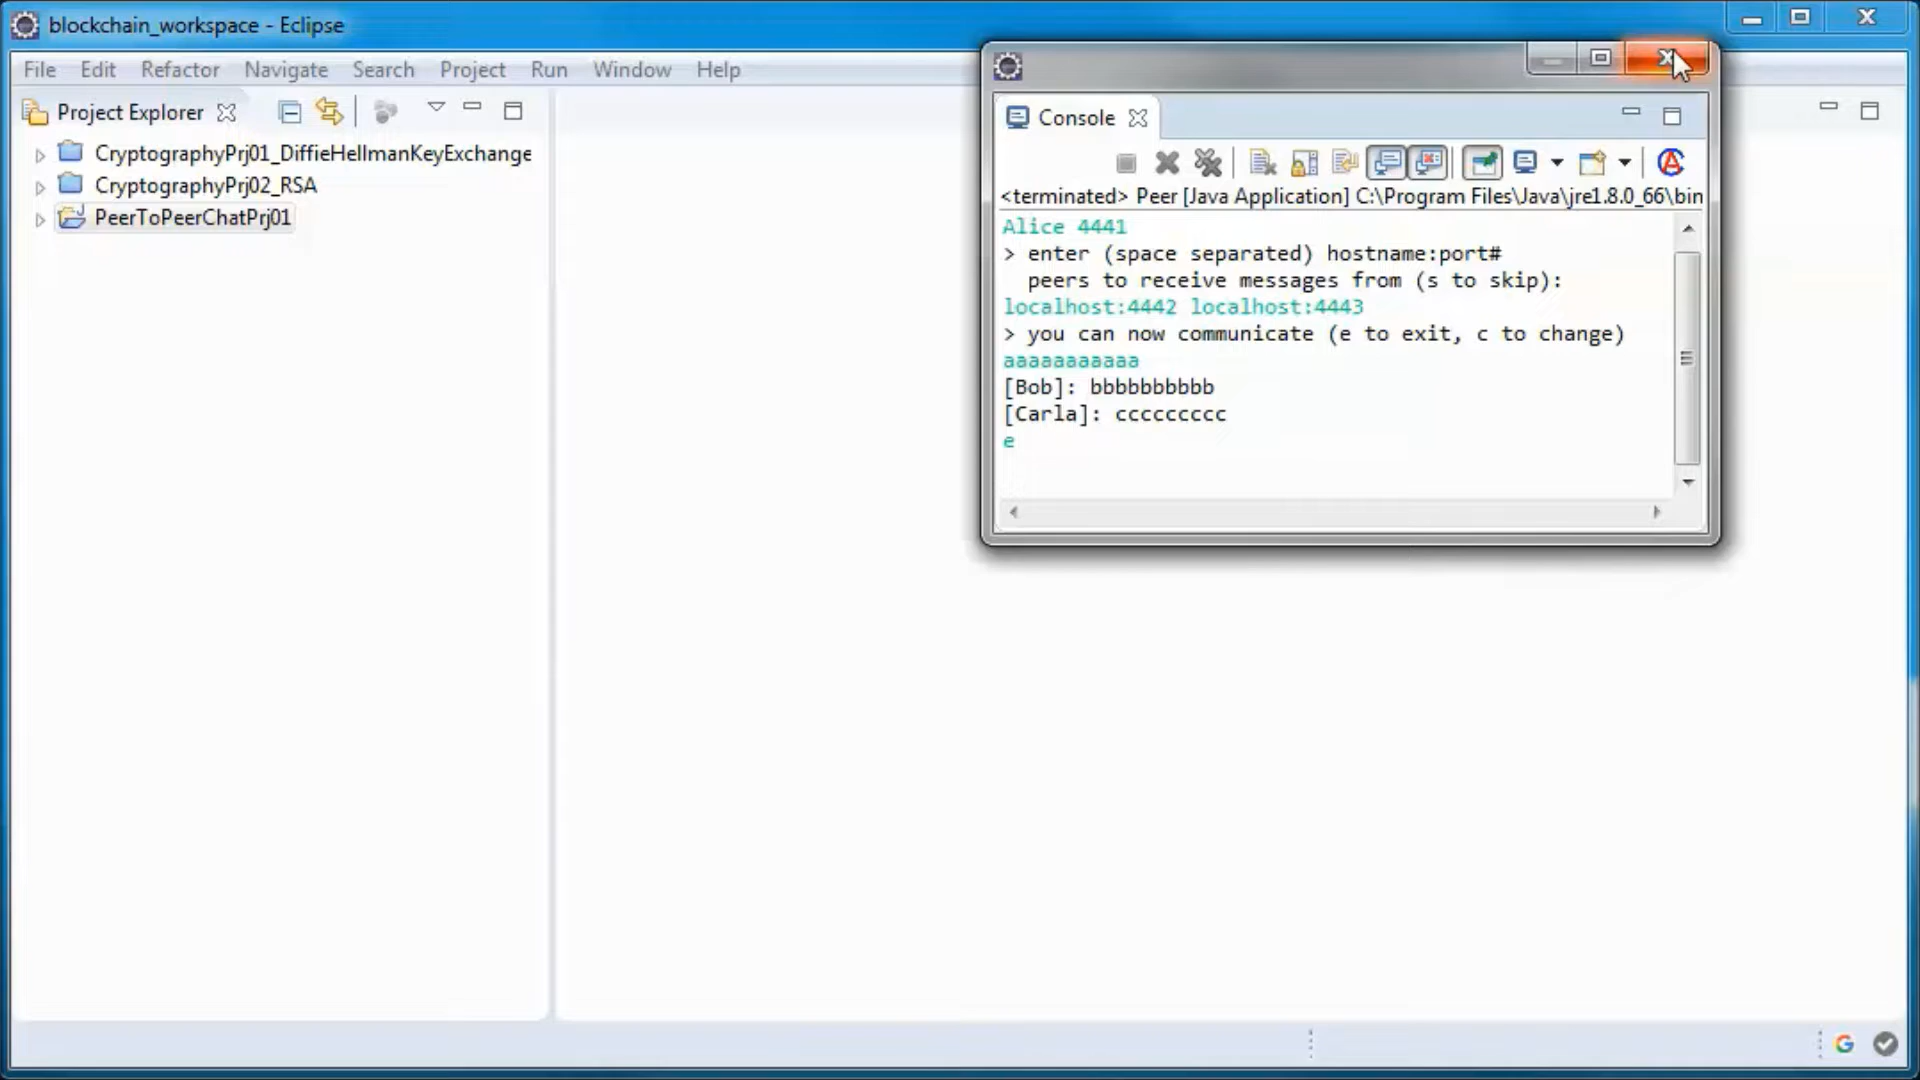 blockchain_workspace - Eclipse
File Edit Refactor Navigate Search Project Run Window Help
Project Explorer
CryptographyPrj01_DiffieHellmanKeyExchange
CryptographyPrj02_RSA
PeerToPeerChatPrj01
Console
<terminated> Peer [Java Application] C:\Program Files\Java\jre1.8.0_66\bin
Alice 4441
> enter (space separated) hostname:port#
peers to receive messages from (s to skip):
localhost:4442 localhost:4443
> you can now communicate (e to exit, c to change)
aaaaaaaaaaa
[Bob]: bbbbbbbbbb
[Carla]: ccccccccc
e